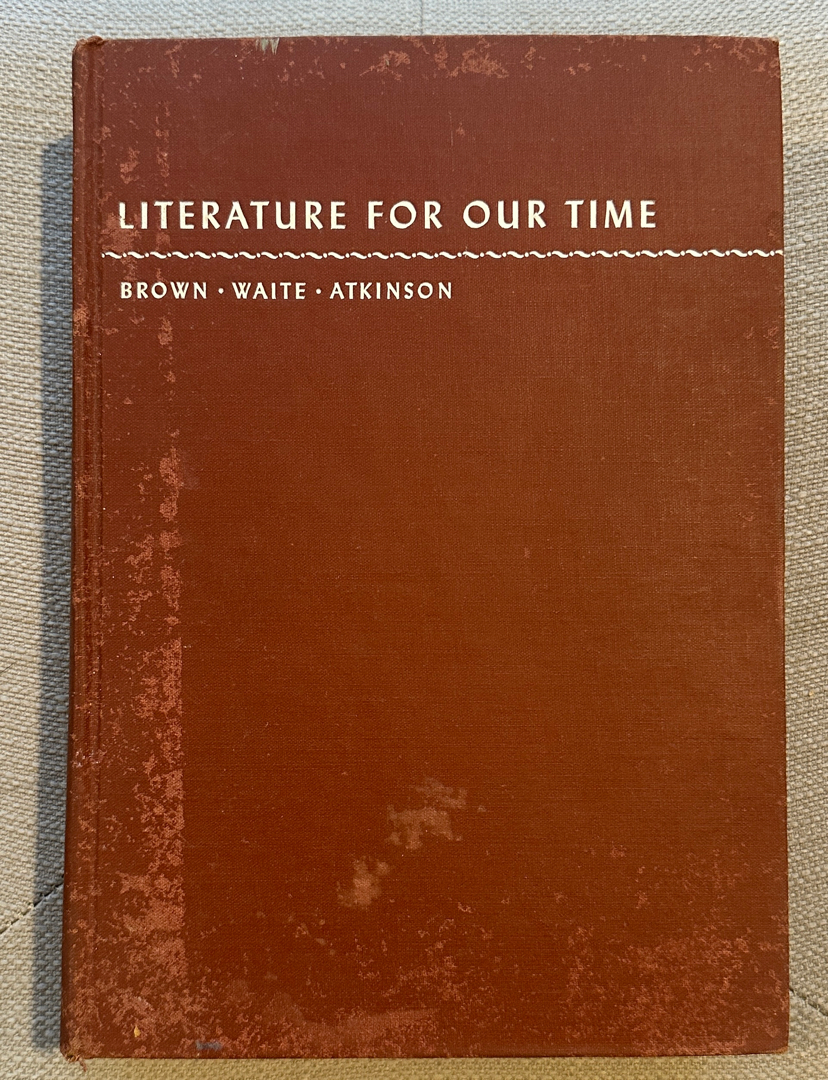 LITERATURE FOR OUR TIME
BROWN · WAITE · ATKINSON